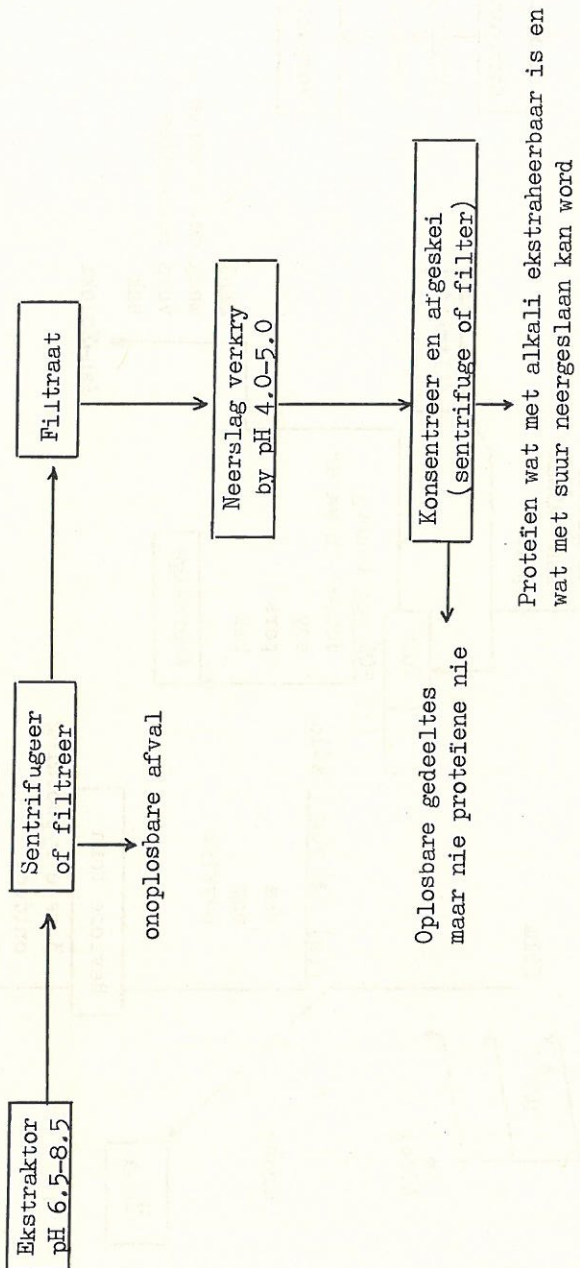 Ekstraktor
pH 6.5-8.5
Sentrifugeer
of filtreer
onoplosbare afval
Filtraat
Neerslag verkry
by pH 4.0-5.0
Konsentreer en afgeskei
(sentrifuge of filter)
Oplosbare gedeeltes
maar nie proteïene nie
Proteïen wat met alkali ekstraheerbaar is en
wat met suur neergeslaan kan word